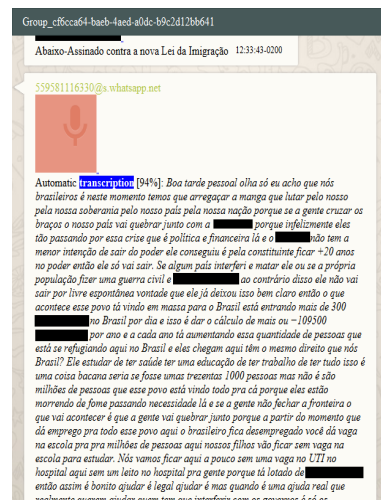 Group_cf6cca64-baeb-4aed-a0dc-b9c2d12bb641
Abaixo-Assinado contra a nova Lei da Imigração 12:33:43-0200
559581116330@s.whatsapp.net
Automatic transcription [94%]: Boa tarde pessoal olha só eu acho que nós
brasileiros é neste momento temos que arregaçar a manga que lutar pelo nosso
pela nossa soberania pelo nosso país pela nossa nação porque se a gente cruzar os
braços o nosso país vai quebrar junto com a porque infelizmente eles
tão passando por essa crise que é política e financeira lá e o não tem a
menor intenção de sair do poder ele conseguiu é pela constituinte ficar +20 anos
no poder então ele só vai sair. Se algum país interferi e matar ele ou se a própria
população fizer uma guerra civil e ao contrário disso ele não vai
sair por livre espontânea vontade que ele já deixou isso bem claro então o que
acontece esse povo tá vindo em massa para o Brasil está entrando mais de 300
no Brasil por dia e isso é dar o cálculo de mais ou −109500
por ano e a cada ano tá aumentando essa quantidade de pessoas que
está se refugiando aqui no Brasil e eles chegam aqui têm o mesmo direito que nós
Brasil? Ele estudar de ter saúde ter uma educação de ter trabalho de ter tudo isso é
uma coisa bacana seria se fosse umas trezentas 1000 pessoas mas não é são
milhões de pessoas que esse povo está vindo todo pra cá porque eles estão
morrendo de fome passando necessidade lá e se a gente não fechar a fronteira o
que vai acontecer é que a gente vai quebrar junto porque a partir do momento que
dá emprego pra todo esse povo aqui o brasileiro fica desempregado você dá vaga
na escola pra pra milhões de pessoas aqui nossos filhos vão ficar sem vaga na
escola para estudar. Nós vamos ficar aqui a pouco sem uma vaga no UTI no
hospital aqui sem um leito no hospital pra gente porque tá lotado de
então assim é bonito ajudar é legal ajudar é mas quando é uma ajuda real que
realmente querem ajudar quem tem que interferir com os governos é só os